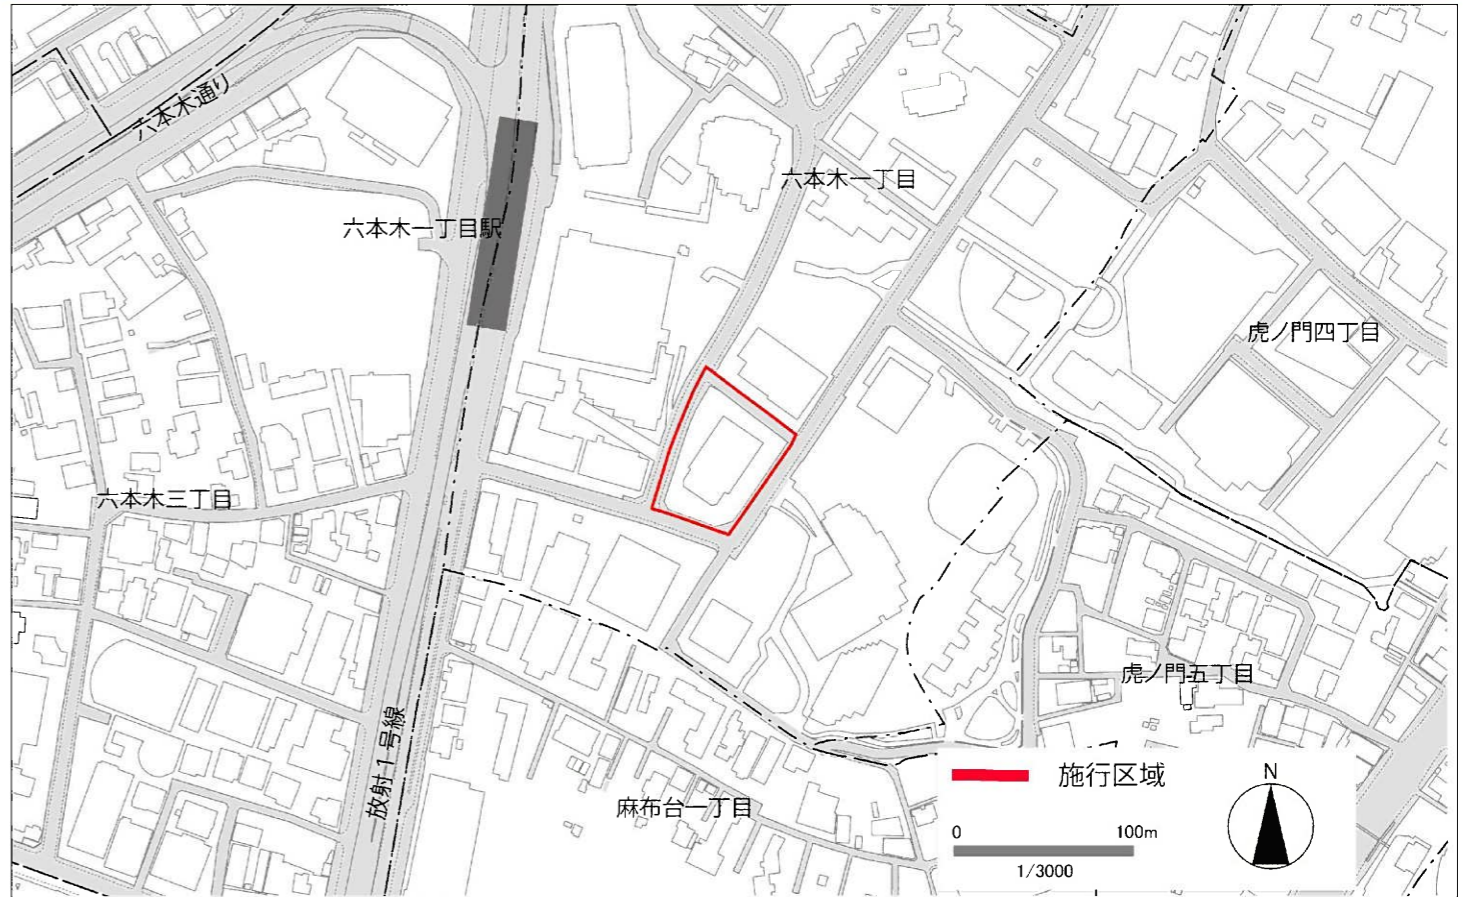 六本木通り
六本木一丁目
六本木一丁目駅
虎ノ門四丁目
六本木三丁目
虎ノ門五丁目
放射1号線
麻布台一丁目
施行区域
N
0 100m
1/3000